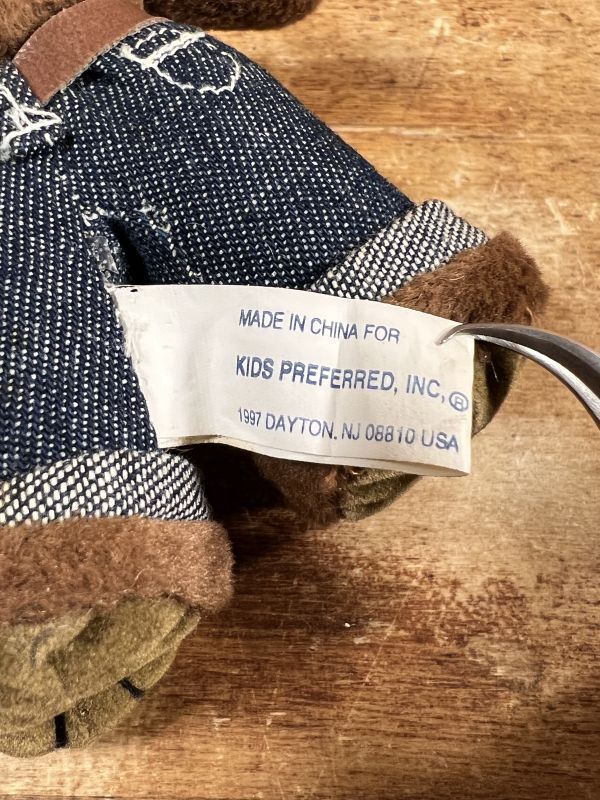 MADE IN CHINA FOR
KIDS PREFERRED, INC,®
1997 DAYTON. NJ 08810 USA